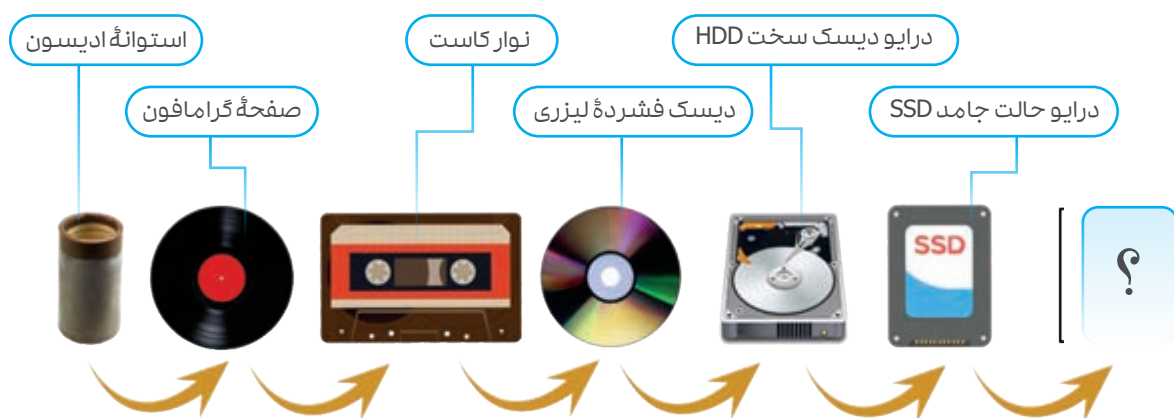 استوانهٔ ادیسون
صفحهٔ گرامافون
نوار کاست
دیسک فشردهٔ لیزری
درایو دیسک سخت HDD
درایو حالت جامد SSD
SSD
؟